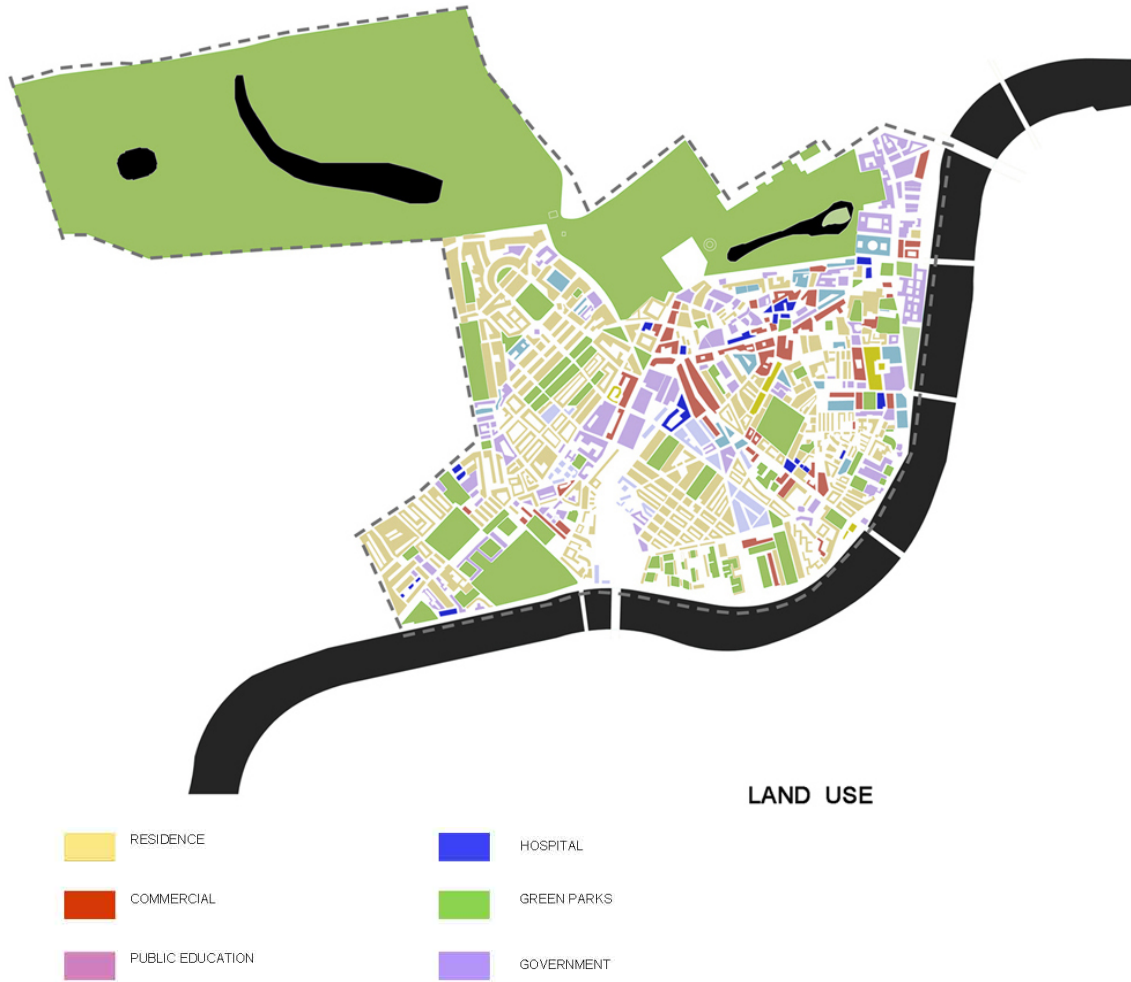 LAND USE
RESIDENCE
HOSPITAL
COMMERCIAL
GREEN PARKS
PUBLIC EDUCATION
GOVERNMENT